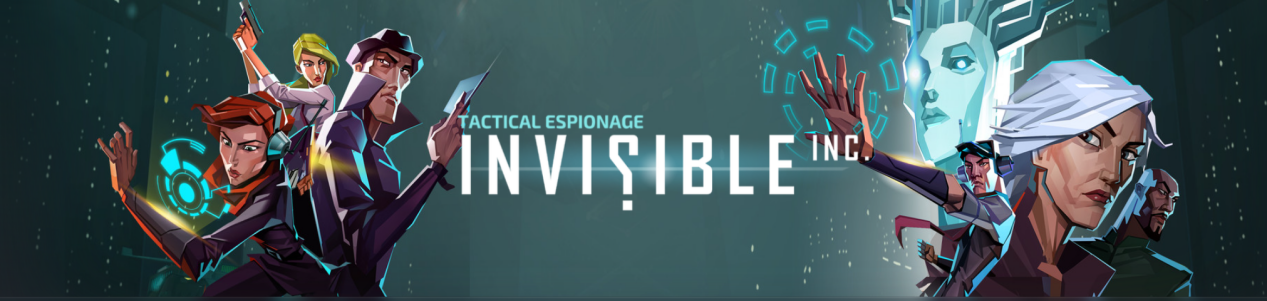 TACTICAL ESPIONAGE
INVISIBLE INC.